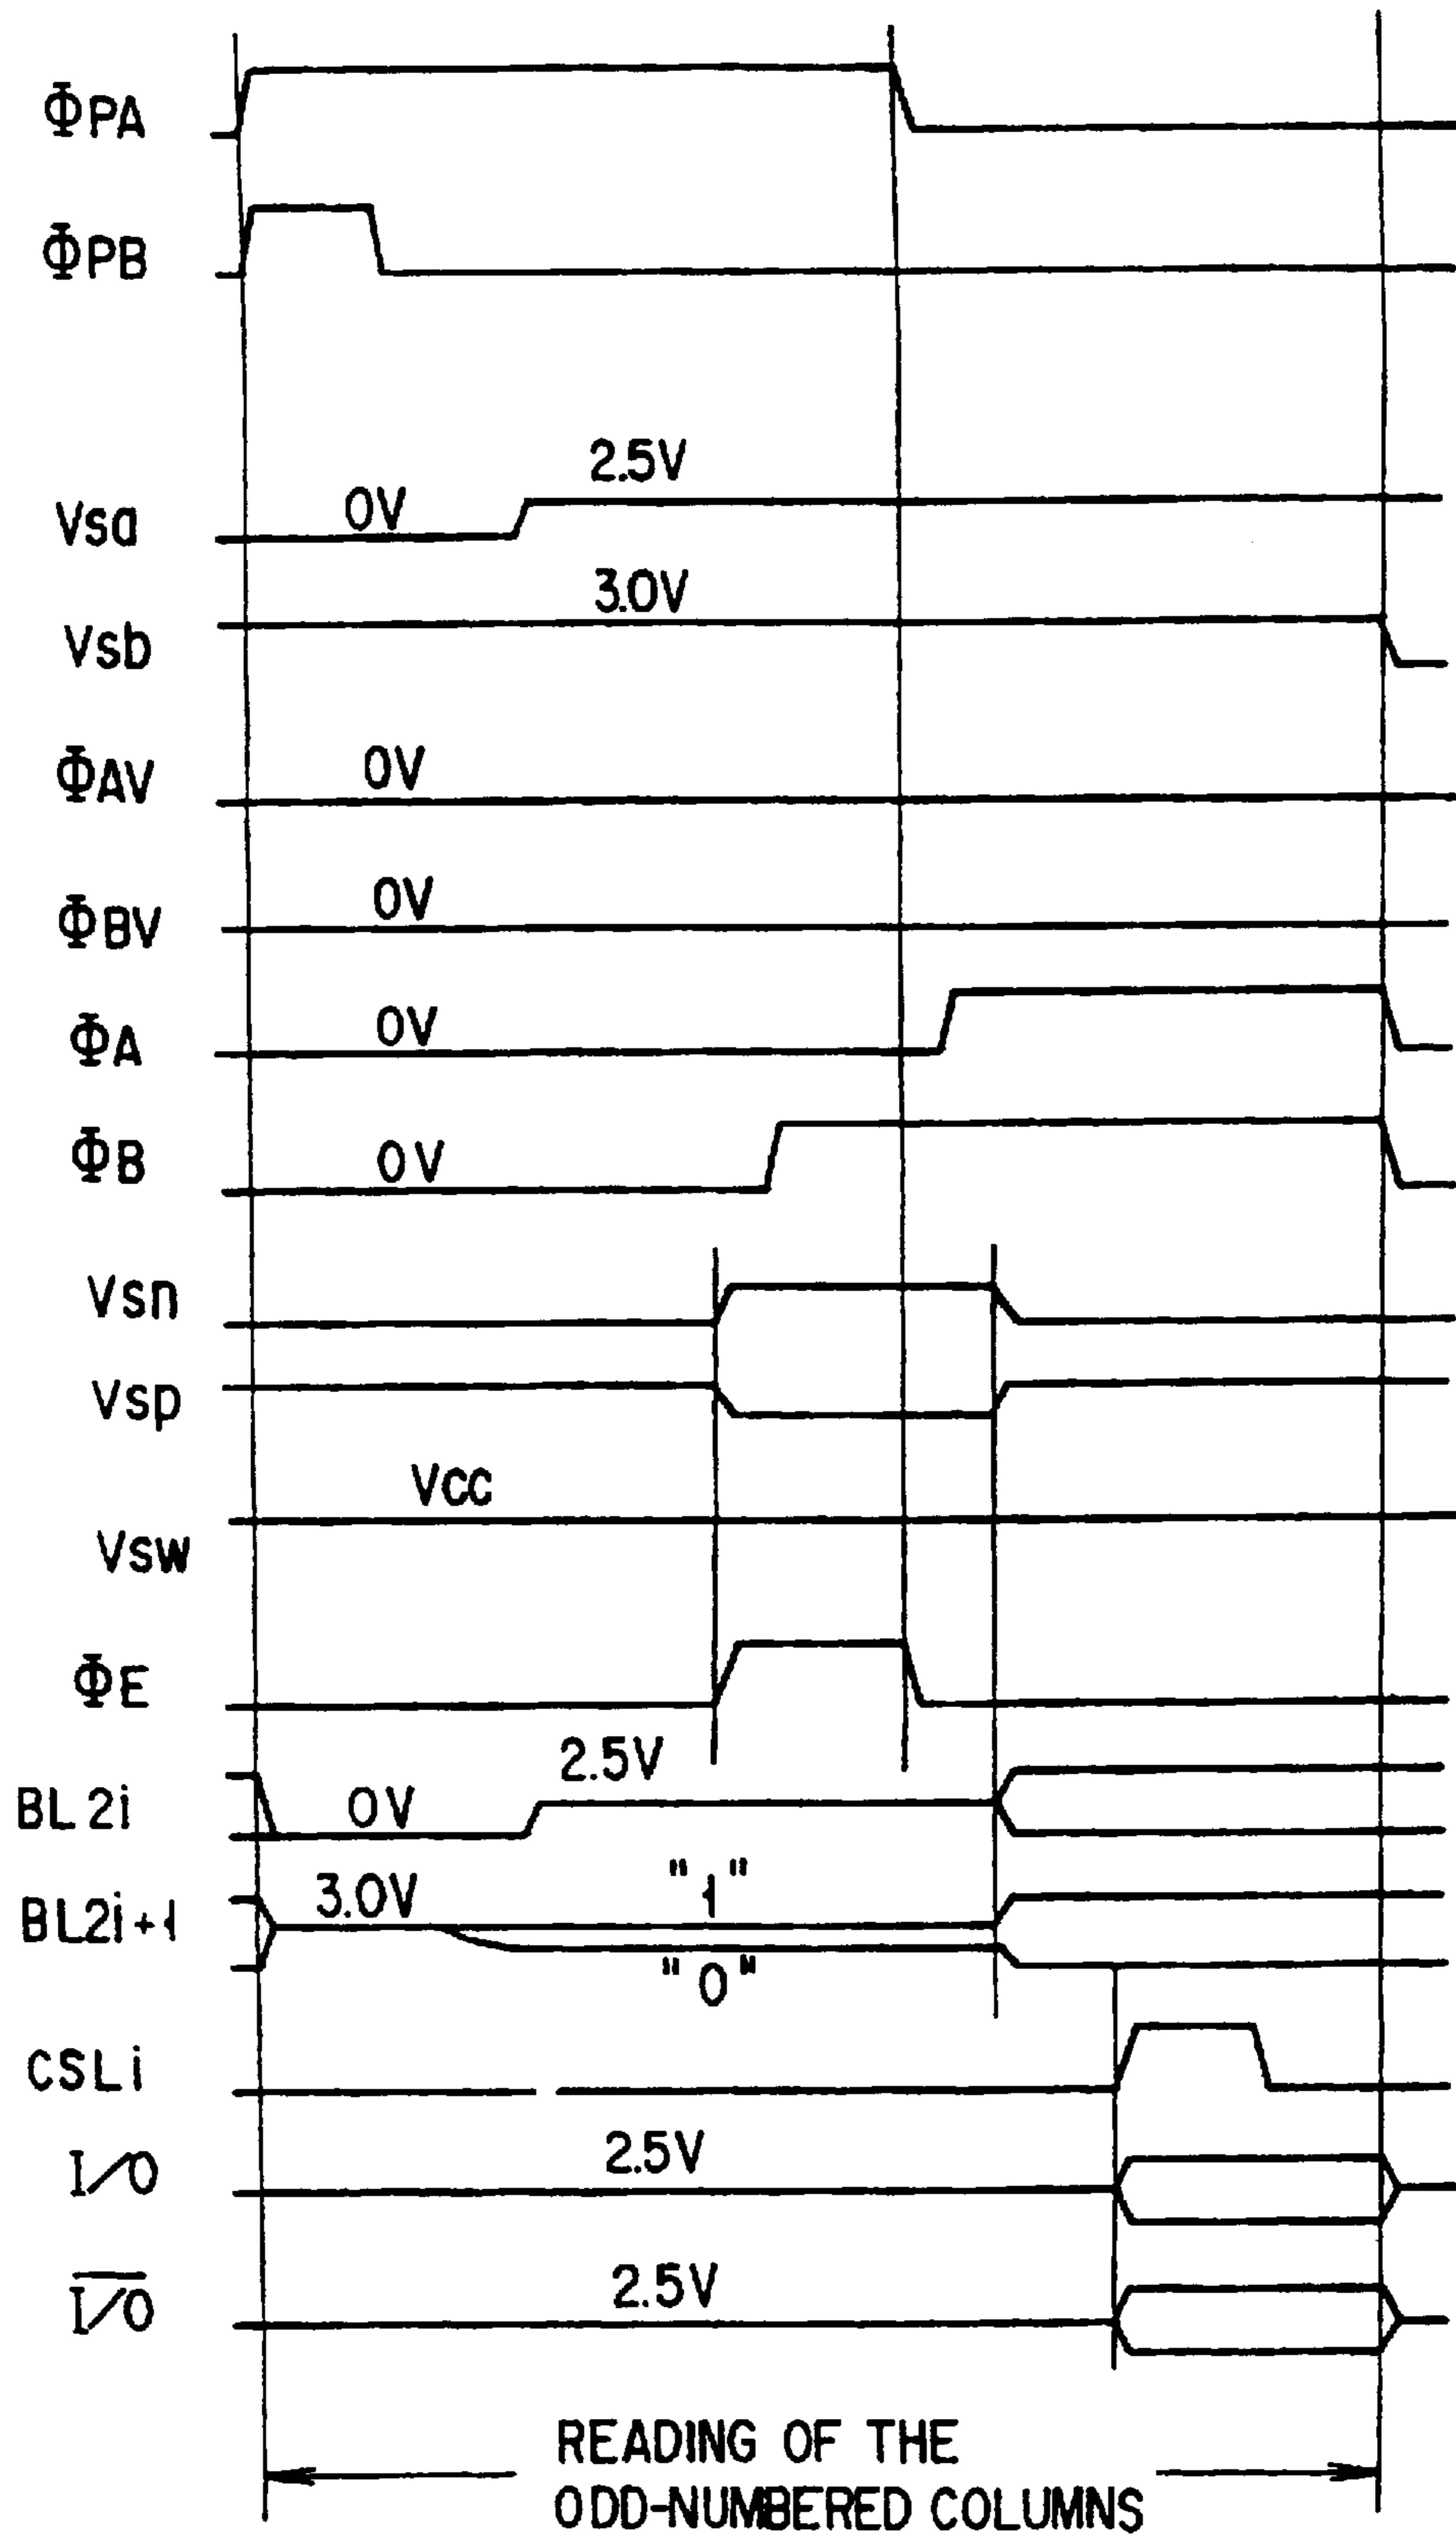 ΦPA
ΦPB
2.5V
Vsa 0V
3.0V
Vsb
ΦAV 0V
ΦBV 0V
ΦA 0V
ΦB 0V
Vsn
Vsp
Vcc
Vsw
ΦE
2.5V
BL2i 0V
"1"
BL2i+1 3.0V
"0"
CSLi
I/O 2.5V
I/O 2.5V
READING OF THE
ODD-NUMBERED COLUMNS